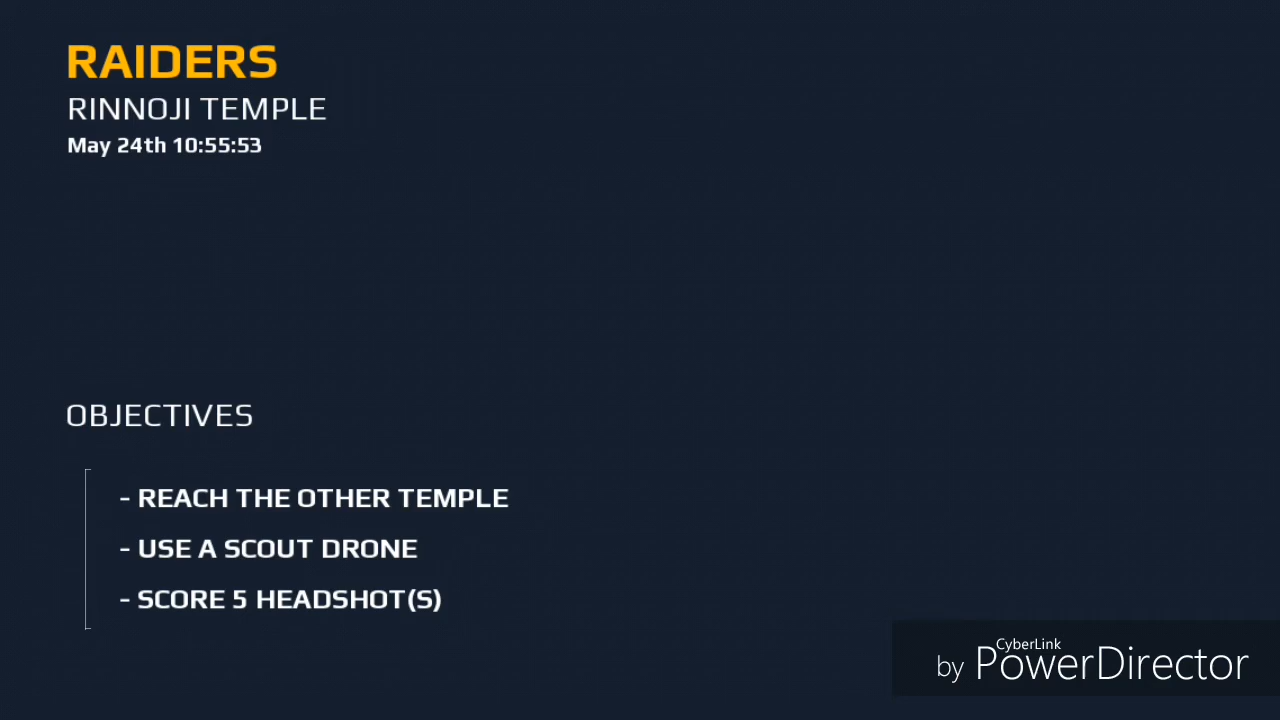 RAIDERS
RINNOJI TEMPLE
May 24th 10:55:53
OBJECTIVES
- REACH THE OTHER TEMPLE
- USE A SCOUT DRONE
- SCORE 5 HEADSHOT(S)
CyberLink
by PowerDirector